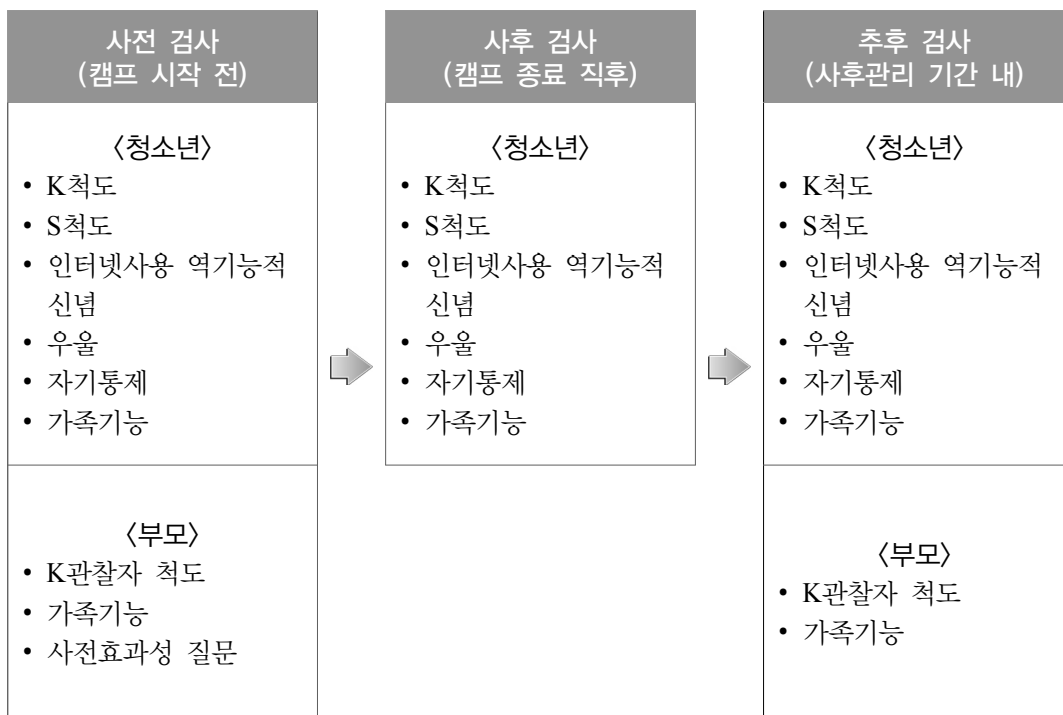 사전 검사
(캠프 시작 전)
〈청소년〉
• K척도
• S척도
• 인터넷사용 역기능적
신념
• 우울
• 자기통제
• 가족기능
〈부모〉
• K관찰자 척도
• 가족기능
• 사전효과성 질문
사후 검사
(캠프 종료 직후)
〈청소년〉
• K척도
• S척도
• 인터넷사용 역기능적
신념
• 우울
• 자기통제
• 가족기능
추후 검사
(사후관리 기간 내)
〈청소년〉
• K척도
• S척도
• 인터넷사용 역기능적
신념
• 우울
• 자기통제
• 가족기능
〈부모〉
• K관찰자 척도
• 가족기능